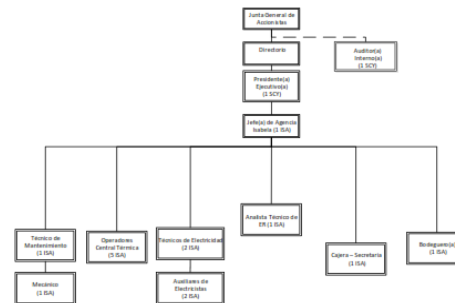 Junta General de
Accionistas
Directorio
Auditor(a)
Interno(a)
(1 SCY)
Presidente(a)
Ejecutivo(a)
(1 SCY)
Jefe(a) de Agencia
Isabela (1 ISA)
Técnico de
Mantenimiento
(1 ISA)
Operadores
Central Térmica
(5 ISA)
Técnicos de Electricidad
(2 ISA)
Analista Técnico de
ER (1 ISA)
Cajera – Secretaria
(1 ISA)
Bodeguero(a)
(1 ISA)
Mecánico
(1 ISA)
Auxiliares de
Electricistas
(2 ISA)